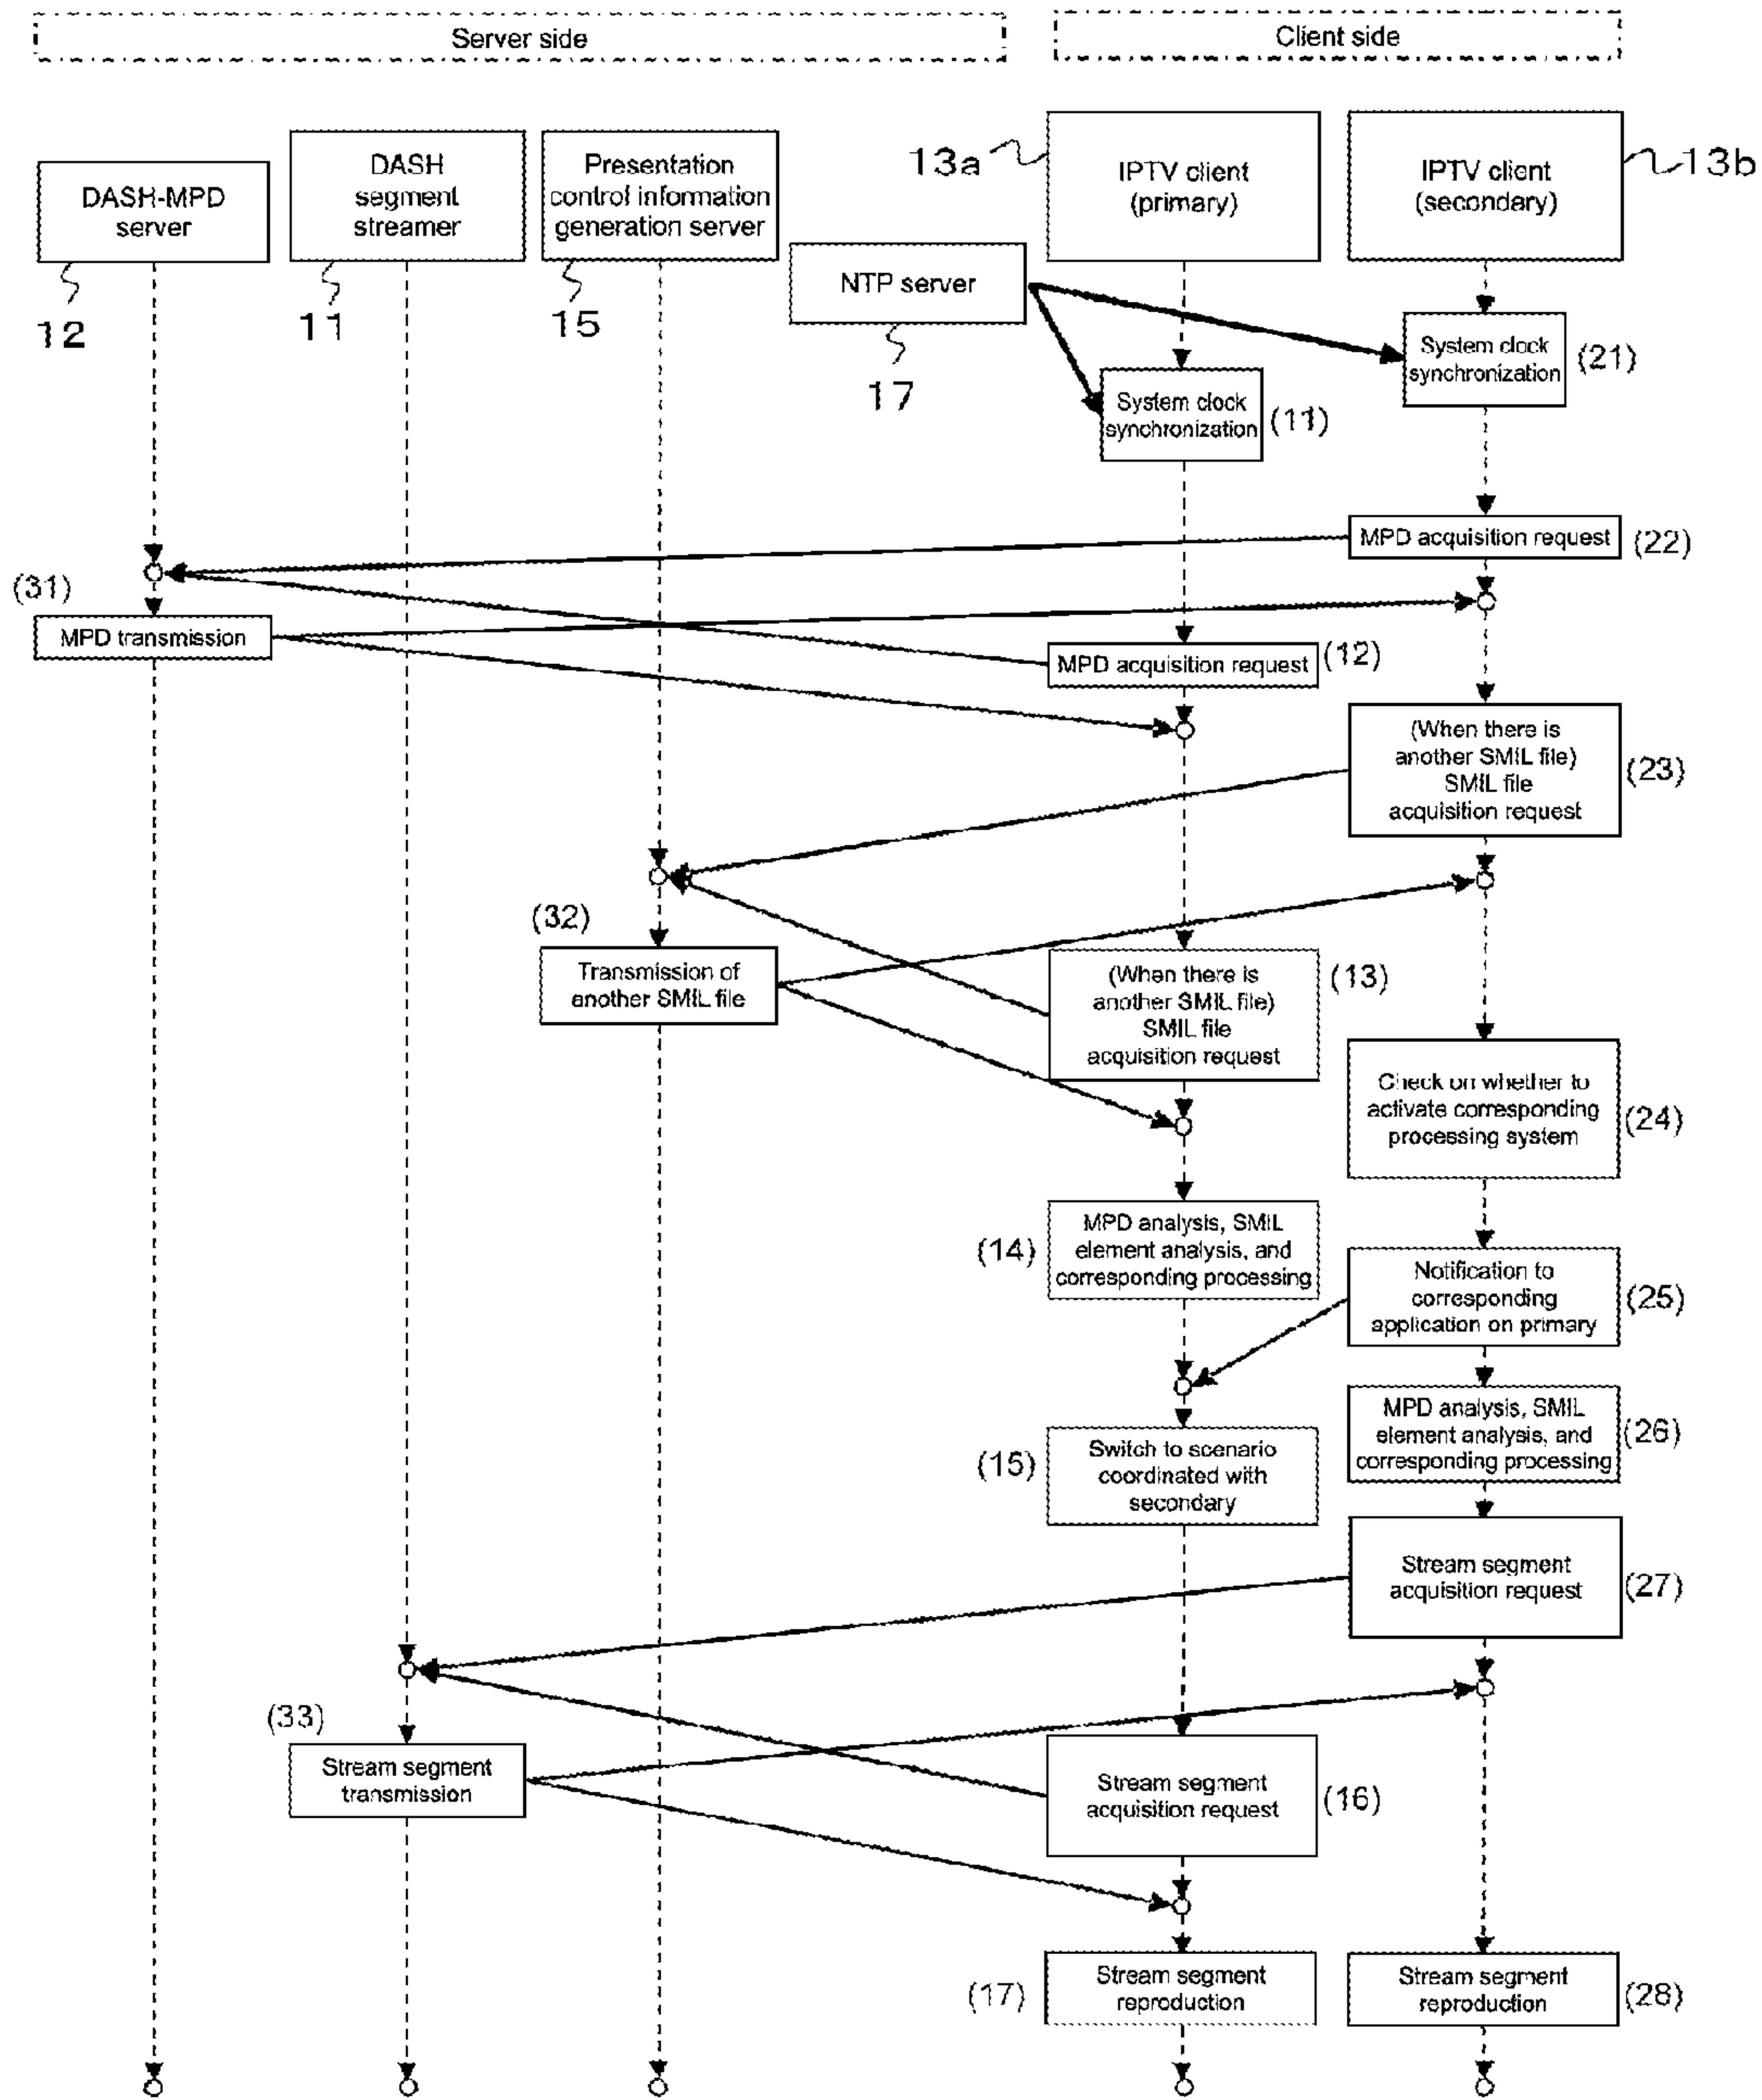 Server side
Client side
DASH-MPD
server
12
DASH
segment
streamer
11
Presentation
control information
generation server
15
NTP server
17
13a
IPTV client
(primary)
IPTV client
(secondary)
13b
System clock
synchronization
(21)
System clock
synchronization
(11)
MPD acquisition request
(22)
(31)
MPD transmission
MPD acquisition request
(12)
(When there is
another SMIL file)
SMIL file
acquisition request
(23)
(32)
Transmission of
another SMIL file
(When there is
another SMIL file)
SMIL file
acquisition request
(13)
Check on whether to
activate corresponding
processing system
(24)
(14)
MPD analysis, SMIL
element analysis, and
corresponding processing
Notification to
corresponding
application on primary
(25)
(15)
Switch to scenario
coordinated with
secondary
MPD analysis, SMIL
element analysis, and
corresponding processing
(26)
Stream segment
acquisition request
(27)
(33)
Stream segment
transmission
Stream segment
acquisition request
(16)
(17)
Stream segment
reproduction
Stream segment
reproduction
(28)